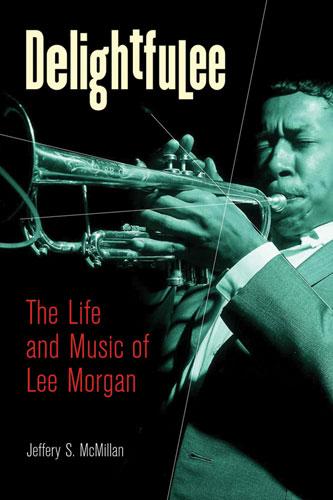 DelightfuLee
The Life
and Music of
Lee Morgan
Jeffery S. McMillan